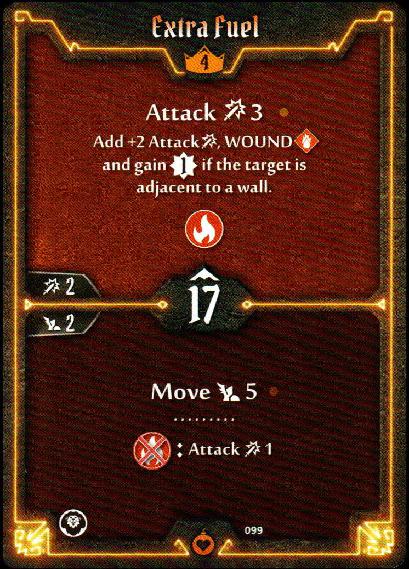 Extra Fuel
4
Attack 3
Add +2 Attack, WOUND
and gain 1 if the target is
adjacent to a wall.
2
17
2
Move 5
.........
: Attack 1
099